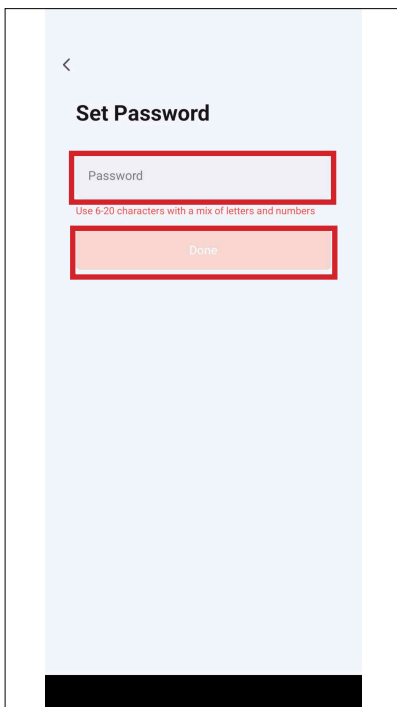 Set Password
Password
Use 6-20 characters with a mix of letters and numbers
Done